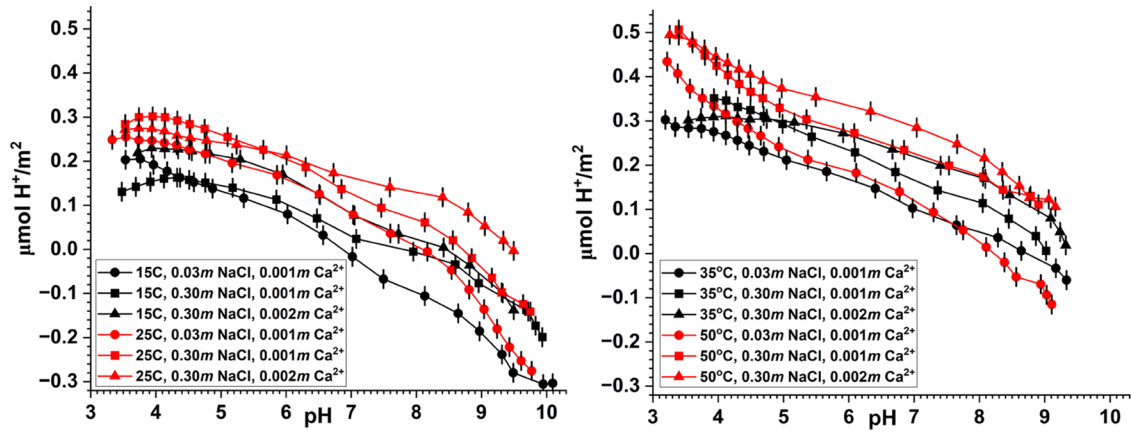 0.5
0.4
0.3
0.2
0.1
0.0
−0.1
−0.2
−0.3
µmol H⁺/m²
15C, 0.03m NaCl, 0.001m Ca²⁺
15C, 0.30m NaCl, 0.001m Ca²⁺
15C, 0.30m NaCl, 0.002m Ca²⁺
25C, 0.03m NaCl, 0.001m Ca²⁺
25C, 0.30m NaCl, 0.001m Ca²⁺
25C, 0.30m NaCl, 0.002m Ca²⁺
3 4 5 6 7 8 9 10
pH
0.5
0.4
0.3
0.2
0.1
0.0
−0.1
−0.2
−0.3
µmol H⁺/m²
35°C, 0.03m NaCl, 0.001m Ca²⁺
35°C, 0.30m NaCl, 0.001m Ca²⁺
35°C, 0.30m NaCl, 0.002m Ca²⁺
50°C, 0.03m NaCl, 0.001m Ca²⁺
50°C, 0.30m NaCl, 0.001m Ca²⁺
50°C, 0.30m NaCl, 0.002m Ca²⁺
3 4 5 6 7 8 9 10
pH